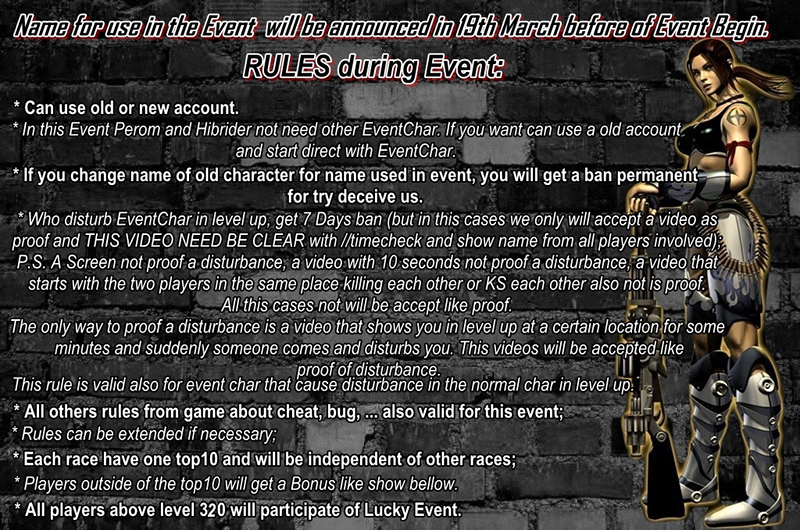 Name for use in the Event will be announced in 19th March before of Event Begin.
RULES during Event:
* Can use old or new account.
* In this Event Perom and Hibrider not need other EventChar. If you want can use a old account
and start direct with EventChar.
* If you change name of old character for name used in event, you will get a ban permanent
for try deceive us.
* Who disturb EventChar in level up, get 7 Days ban (but in this cases we only will accept a video as
proof and THIS VIDEO NEED BE CLEAR with //timecheck and show name from all players involved);
P.S. A Screen not proof a disturbance, a video with 10 seconds not proof a disturbance, a video that
starts with the two players in the same place killing each other or KS each other also not is proof.
All this cases not will be accept like proof.
The only way to proof a disturbance is a video that shows you in level up at a certain location for some
minutes and suddenly someone comes and disturbs you. This videos will be accepted like
proof of disturbance.
This rule is valid also for event char that cause disturbance in the normal char in level up.
* All others rules from game about cheat, bug, ... also valid for this event;
* Rules can be extended if necessary;
* Each race have one top10 and will be independent of other races;
* Players outside of the top10 will get a Bonus like show bellow.
* All players above level 320 will participate of Lucky Event.